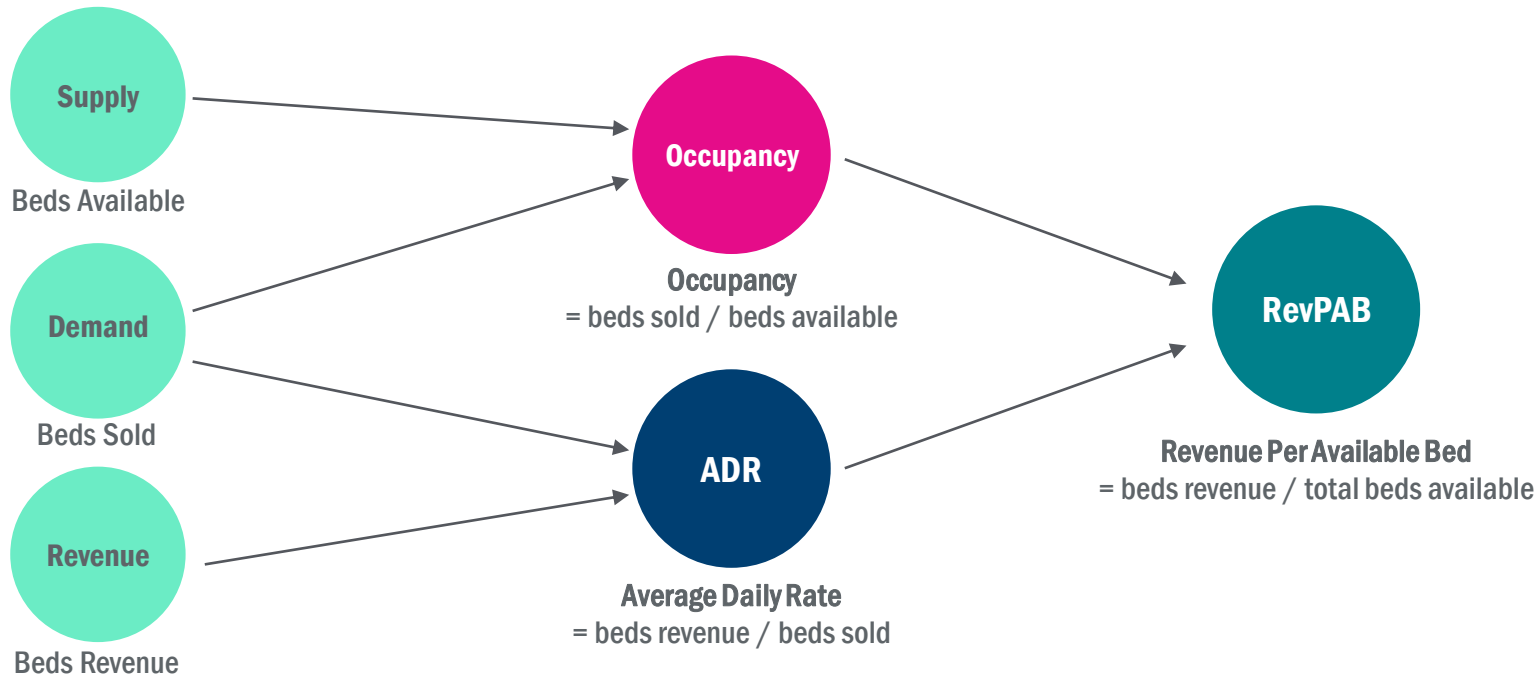 Supply
Beds Available
Demand
Beds Sold
Revenue
Beds Revenue
Occupancy
Occupancy
= beds sold / beds available
ADR
Average Daily Rate
= beds revenue / beds sold
RevPAB
Revenue Per Available Bed
= beds revenue / total beds available